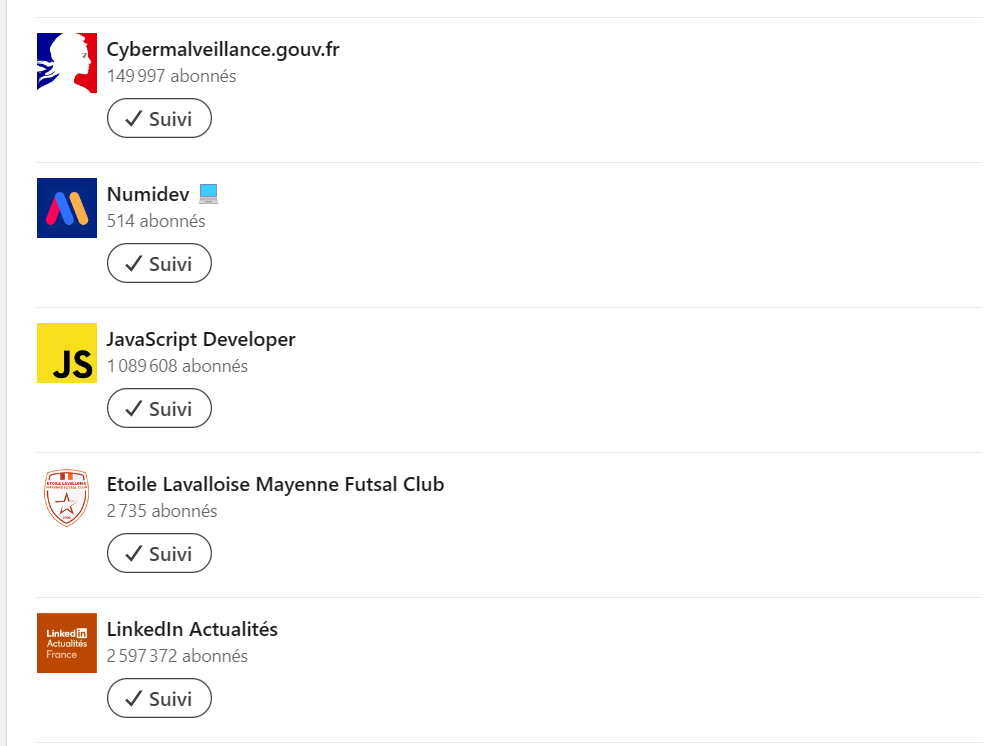 Cybermalveillance.gouv.fr
149 997 abonnés
✓ Suivi
Numidev 💻
514 abonnés
✓ Suivi
JS
JavaScript Developer
1 089 608 abonnés
✓ Suivi
ETOILE LAVALLOISE
MAYENNE FUTSAL CLUB
Etoile Lavalloise Mayenne Futsal Club
2 735 abonnés
✓ Suivi
Linked in
Actualités
France
LinkedIn Actualités
2 597 372 abonnés
✓ Suivi